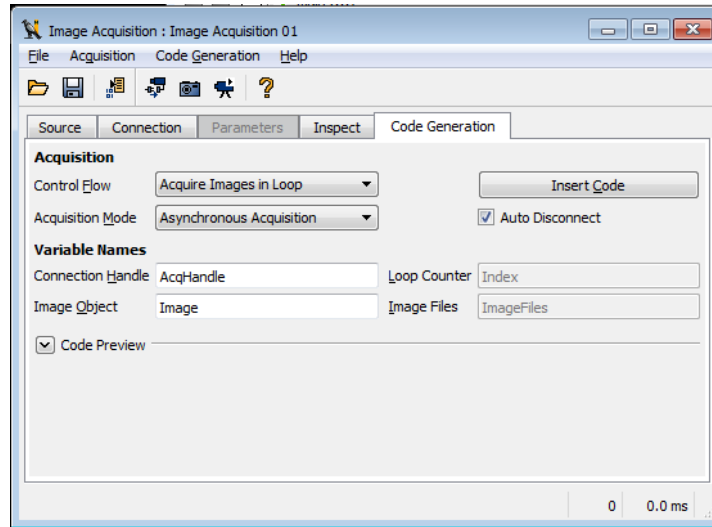 Image Acquisition : Image Acquisition 01
File Acquisition Code Generation Help
Source Connection Parameters Inspect Code Generation
Acquisition
Control Flow Acquire Images in Loop Insert Code
Acquisition Mode Asynchronous Acquisition Auto Disconnect
Variable Names
Connection Handle AcqHandle Loop Counter Index
Image Object Image Image Files ImageFiles
Code Preview
0 0.0 ms